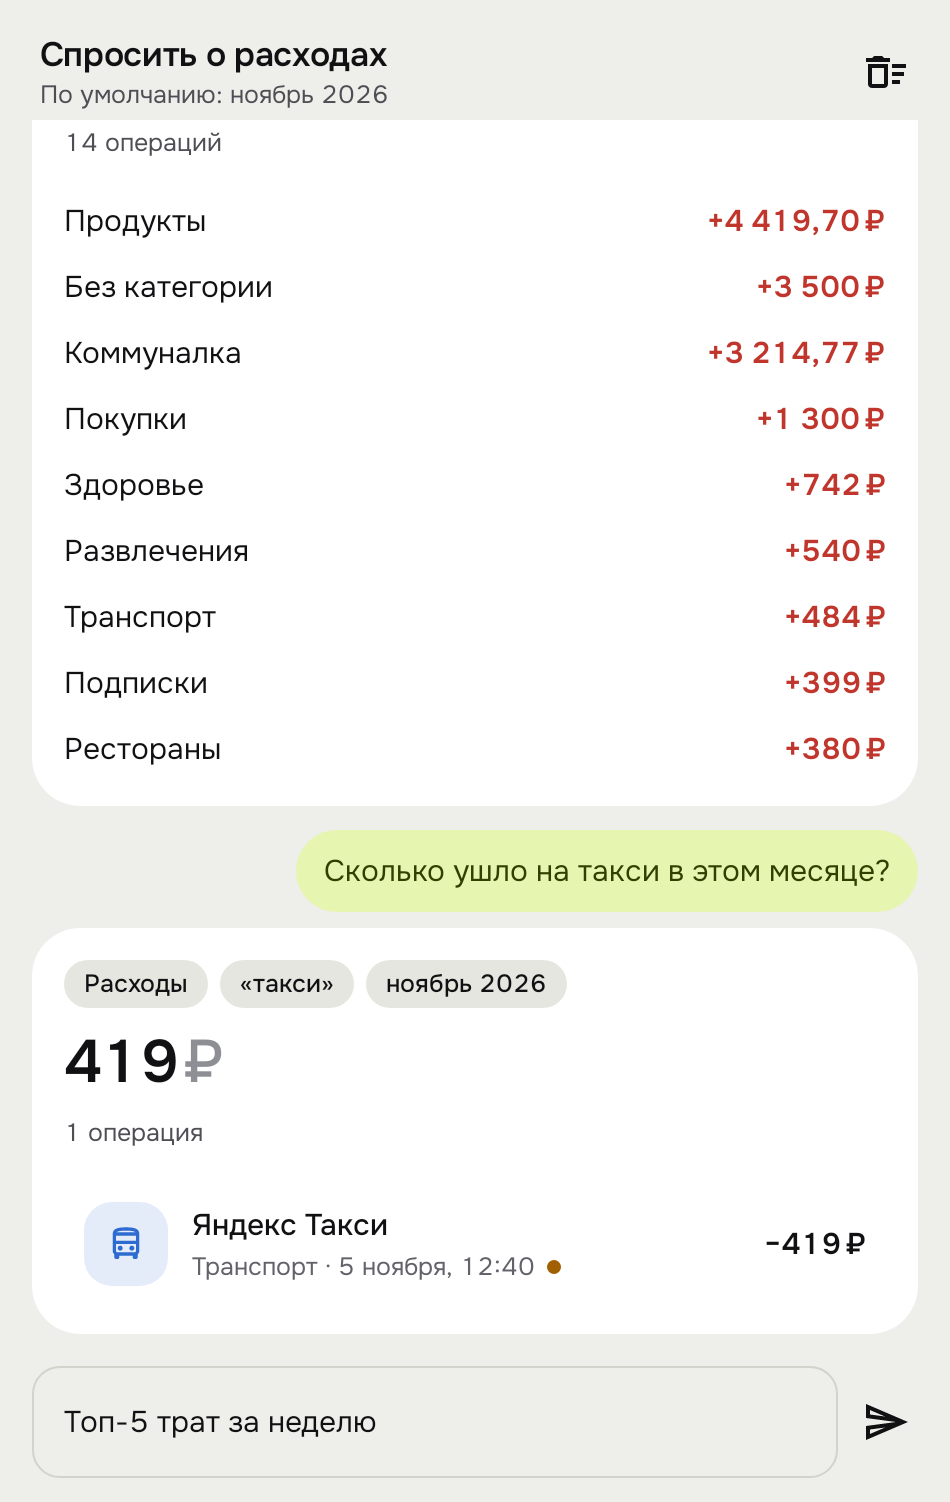 Спросить о расходах
По умолчанию: ноябрь 2026
14 операций
Продукты +4 419,70 ₽
Без категории +3 500 ₽
Коммуналка +3 214,77 ₽
Покупки +1 300 ₽
Здоровье +742 ₽
Развлечения +540 ₽
Транспорт +484 ₽
Подписки +399 ₽
Рестораны +380 ₽
Сколько ушло на такси в этом месяце?
Расходы «такси» ноябрь 2026
419 ₽
1 операция
Яндекс Такси
Транспорт · 5 ноября, 12:40
−419 ₽
Топ-5 трат за неделю